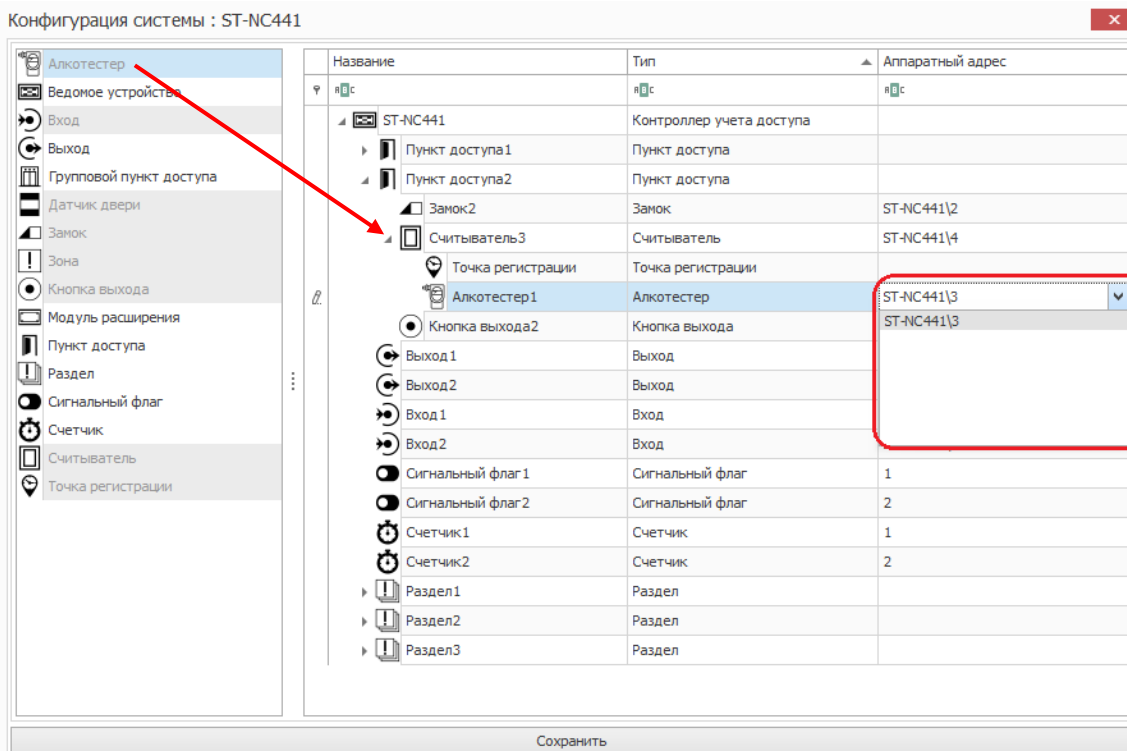 Конфигурация системы : ST-NC441
Алкотестер
Ведомое устройство
Вход
Выход
Групповой пункт доступа
Датчик двери
Замок
Зона
Кнопка выхода
Модуль расширения
Пункт доступа
Раздел
Сигнальный флаг
Счетчик
Считыватель
Точка регистрации
Название Тип Аппаратный адрес
ST-NC441 Контроллер учета доступа
Пункт доступа1 Пункт доступа
Пункт доступа2 Пункт доступа
Замок2 Замок ST-NC441\2
Считыватель3 Считыватель ST-NC441\4
Точка регистрации Точка регистрации
Алкотестер1 Алкотестер ST-NC441\3
ST-NC441\3
Кнопка выхода2 Кнопка выхода
Выход1 Выход
Выход2 Выход
Вход1 Вход
Вход2 Вход
Сигнальный флаг1 Сигнальный флаг 1
Сигнальный флаг2 Сигнальный флаг 2
Счетчик1 Счетчик 1
Счетчик2 Счетчик 2
Раздел1 Раздел
Раздел2 Раздел
Раздел3 Раздел
Сохранить